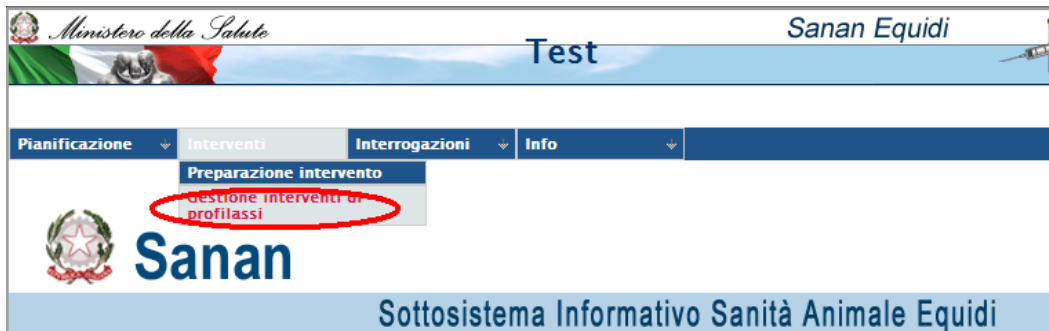 Ministero della Salute
Sanan Equidi
Test
Pianificazione Interventi Interrogazioni Info
Preparazione intervento
Gestione interventi di
profilassi
Sanan
Sottosistema Informativo Sanità Animale Equidi